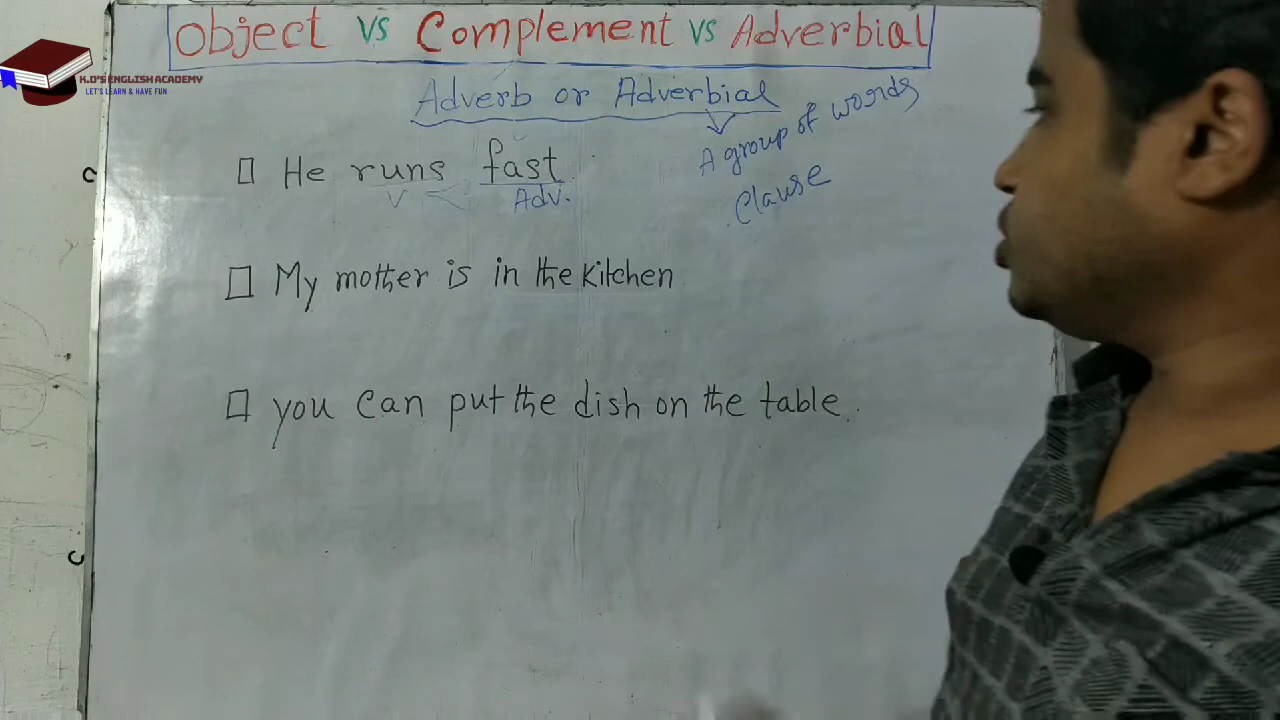 Object vs Complement vs Adverbial
K.D'S ENGLISH ACADEMY
LET'S LEARN & HAVE FUN
Adverb or Adverbial
A group of words
Clause
He runs fast.
V Adv.
My mother is in the kitchen.
you can put the dish on the table.